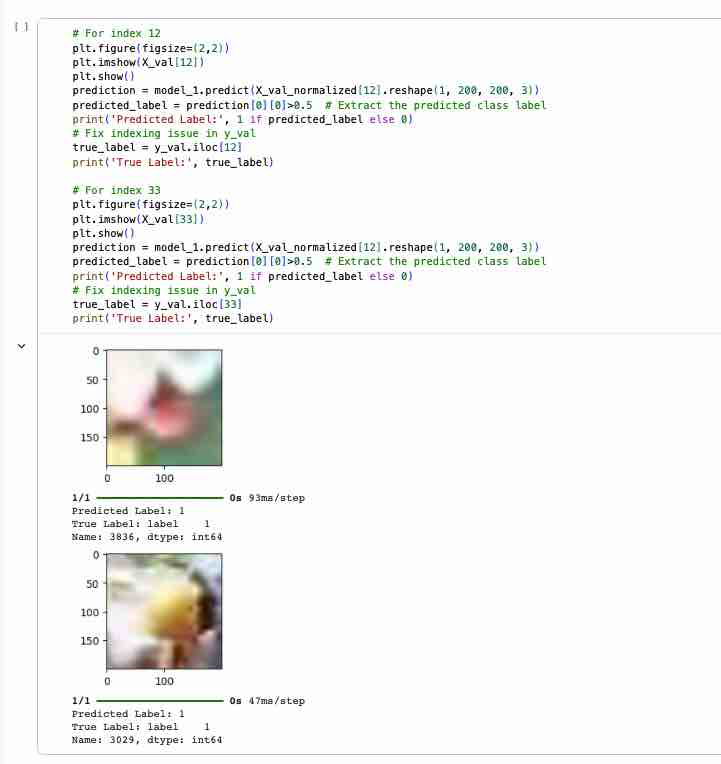 [ ]
# For index 12
plt.figure(figsize=(2,2))
plt.imshow(X_val[12])
plt.show()
prediction = model_1.predict(X_val_normalized[12].reshape(1, 200, 200, 3))
predicted_label = prediction[0][0]>0.5  # Extract the predicted class label
print('Predicted Label:', 1 if predicted_label else 0)
# Fix indexing issue in y_val
true_label = y_val.iloc[12]
print('True Label:', true_label)

# For index 33
plt.figure(figsize=(2,2))
plt.imshow(X_val[33])
plt.show()
prediction = model_1.predict(X_val_normalized[12].reshape(1, 200, 200, 3))
predicted_label = prediction[0][0]>0.5  # Extract the predicted class label
print('Predicted Label:', 1 if predicted_label else 0)
# Fix indexing issue in y_val
true_label = y_val.iloc[33]
print('True Label:', true_label)
0
50
100
150
0 100
1/1 0s 93ms/step
Predicted Label: 1
True Label: label    1
Name: 3836, dtype: int64
0
50
100
150
0 100
1/1 0s 47ms/step
Predicted Label: 1
True Label: label    1
Name: 3029, dtype: int64